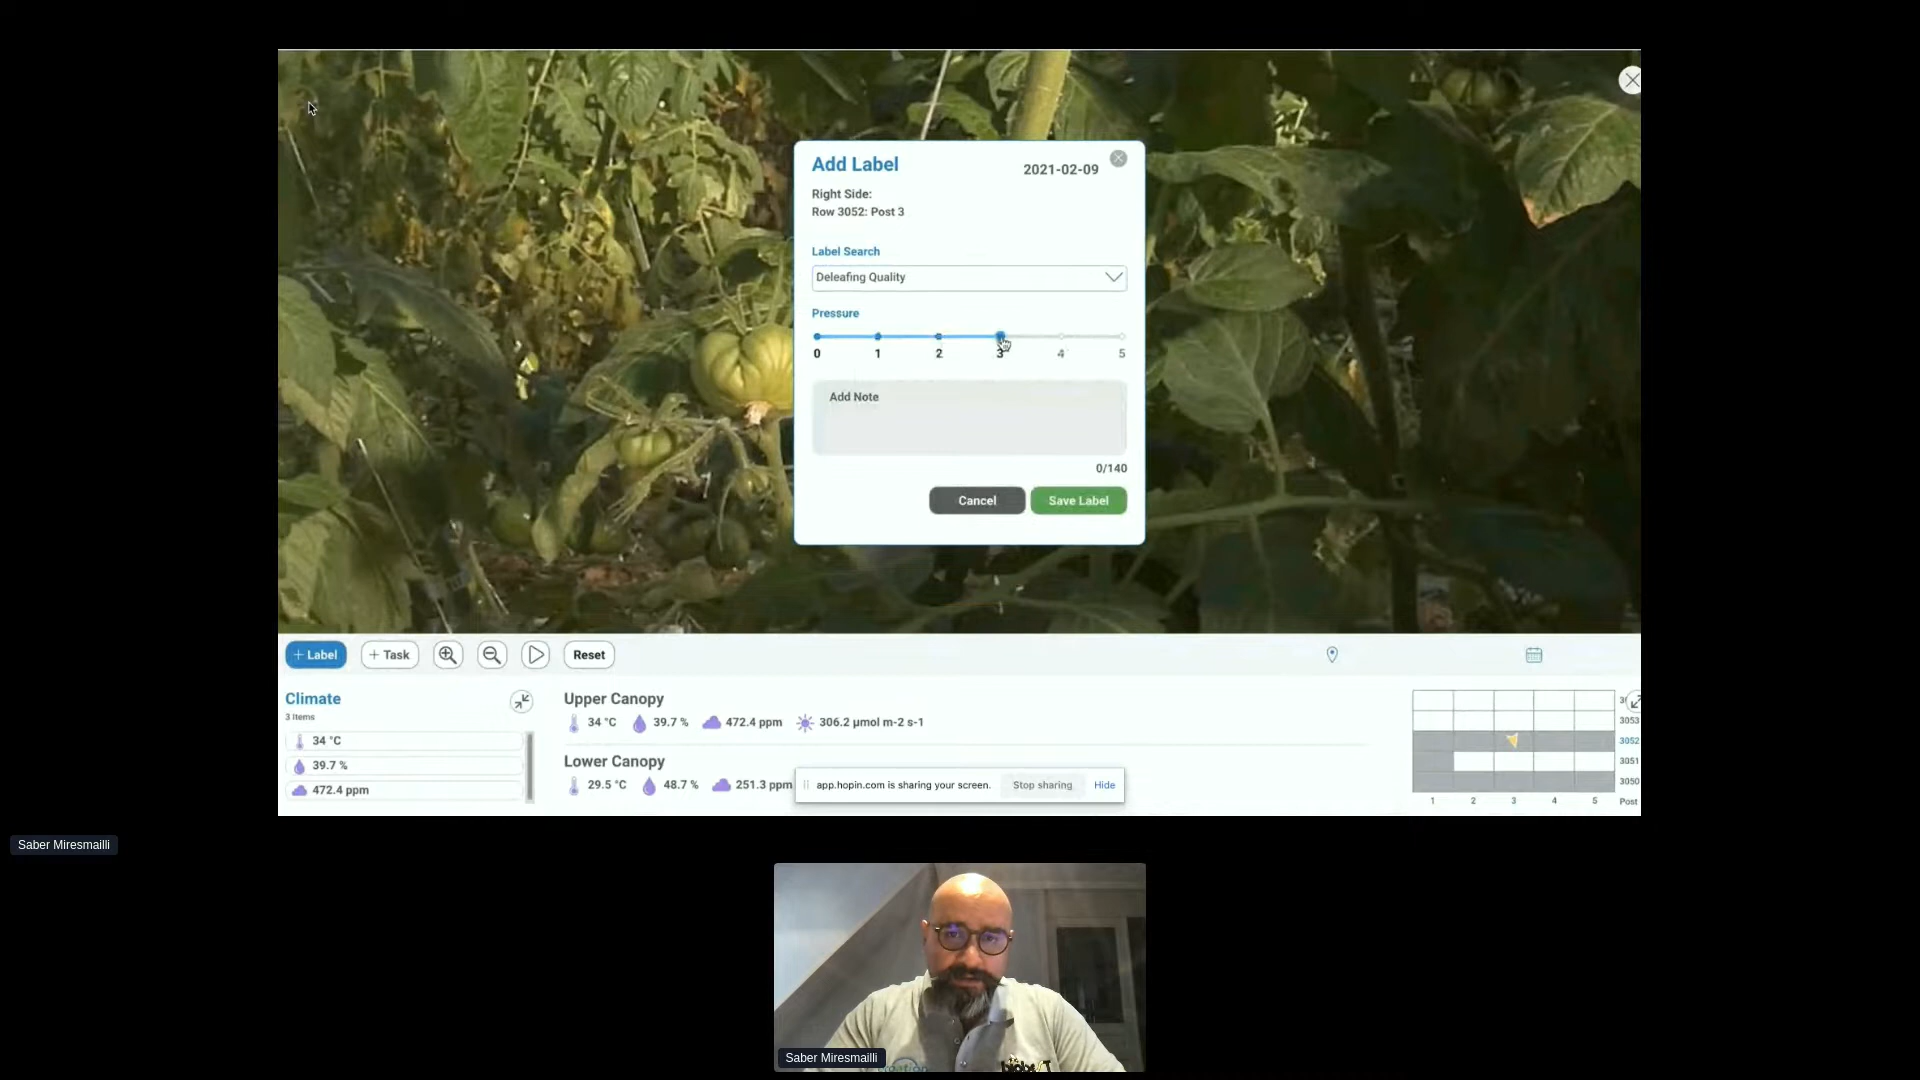 Add Label
2021-02-09
Right Side:
Row 3052: Post 3
Label Search
Deleafing Quality
Pressure
0 1 2 3 4 5
Add Note
0/140
Cancel Save Label
+ Label + Task Reset
Climate
3 Items
34 °C
39.7 %
472.4 ppm
Upper Canopy
34 °C 39.7 % 472.4 ppm 306.2 µmol m-2 s-1
Lower Canopy
29.5 °C 48.7 % 251.3 ppm
app.hopin.com is sharing your screen. Stop sharing Hide
3053
3052
3051
3050
1 2 3 4 5 Post
Saber Miresmailli
Saber Miresmailli